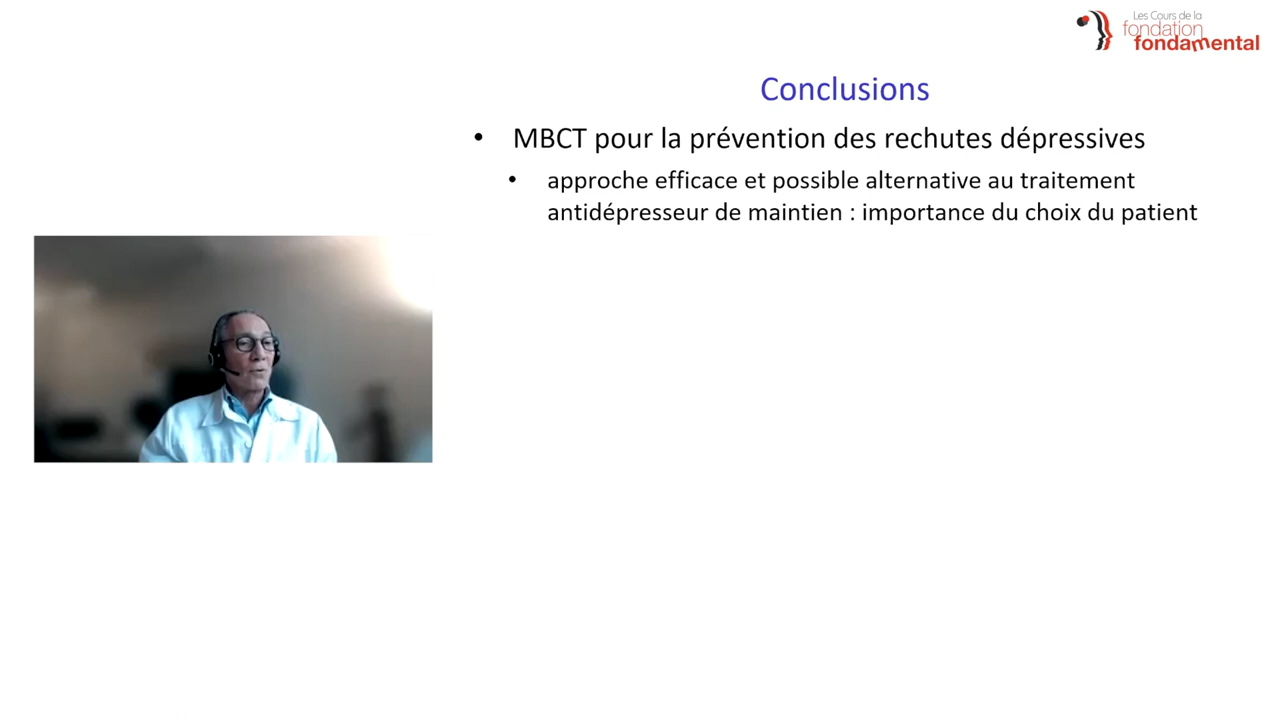 Les Cours de la
fondation
fondamental
Conclusions
• MBCT pour la prévention des rechutes dépressives
• approche efficace et possible alternative au traitement
antidépresseur de maintien : importance du choix du patient